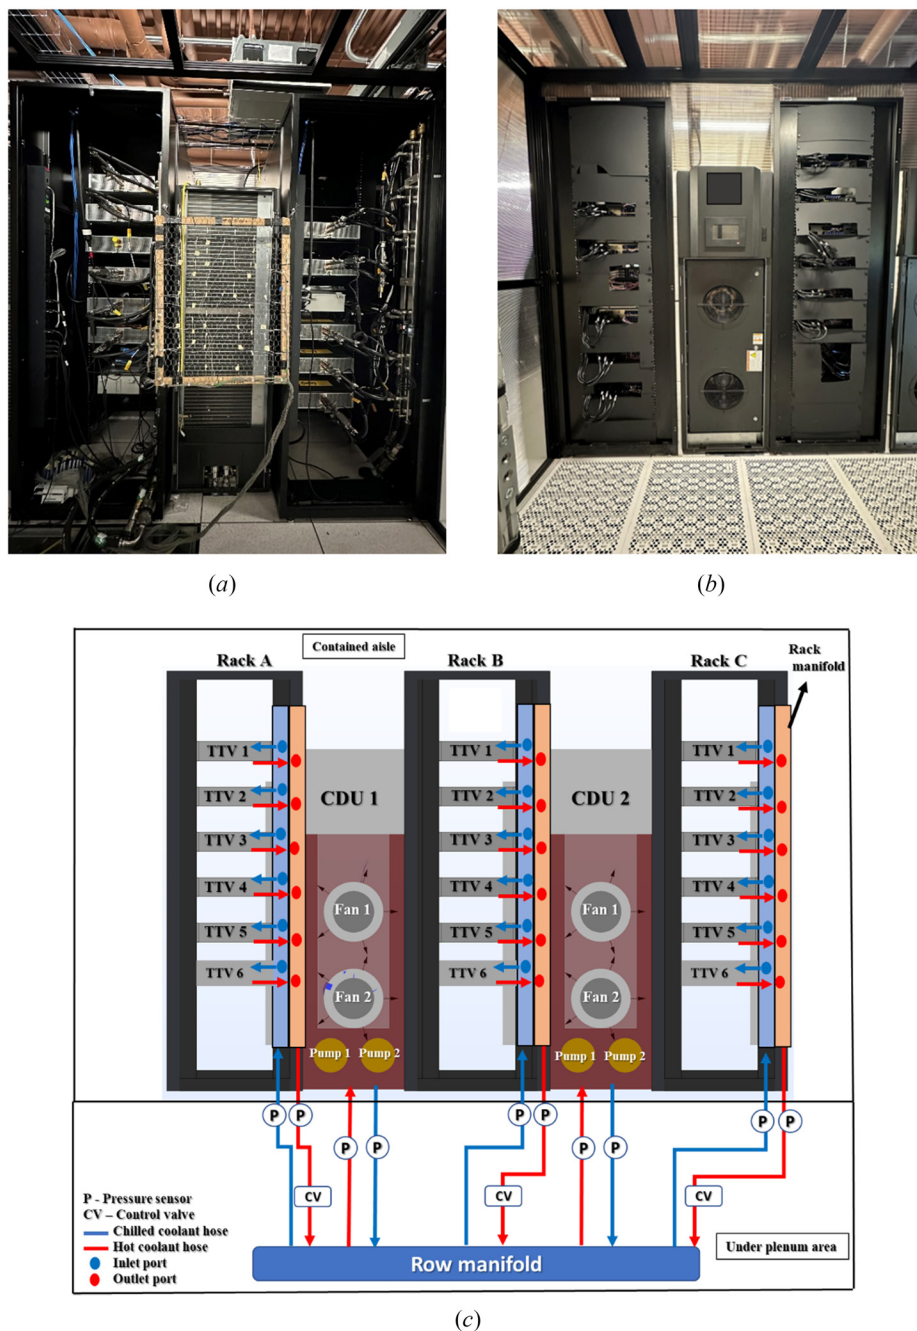 (a)
(b)
Contained aisle
Rack A
Rack B
Rack C
Rack
manifold
TTV 1
TTV 2
TTV 3
TTV 4
TTV 5
TTV 6
CDU 1
Fan 1
Fan 2
Pump 1
Pump 2
TTV 1
TTV 2
TTV 3
TTV 4
TTV 5
TTV 6
CDU 2
Fan 1
Fan 2
Pump 1
Pump 2
TTV 1
TTV 2
TTV 3
TTV 4
TTV 5
TTV 6
P
P
P
P
P
P
P
P
P
P
CV
CV
CV
P - Pressure sensor
CV – Control valve
Chilled coolant hose
Hot coolant hose
Inlet port
Outlet port
Row manifold
Under plenum area
(c)